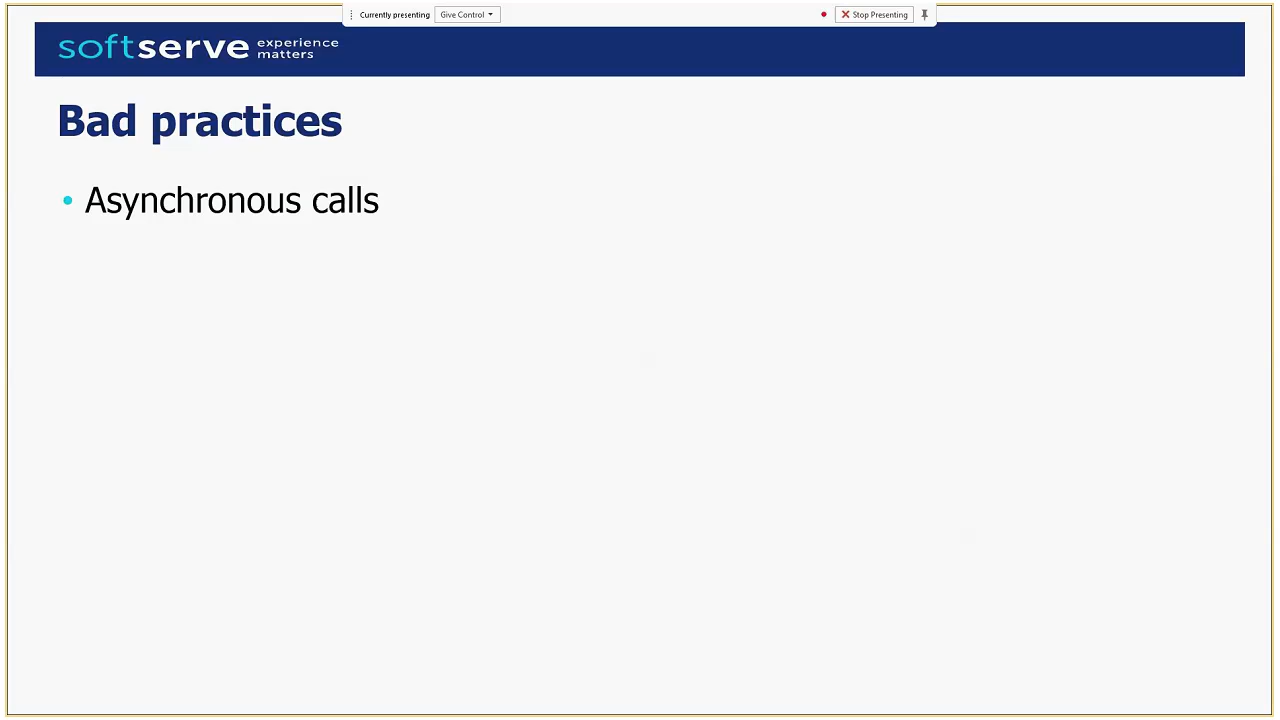 Currently presenting Give Control Stop Presenting
softserve experience matters
Bad practices
• Asynchronous calls